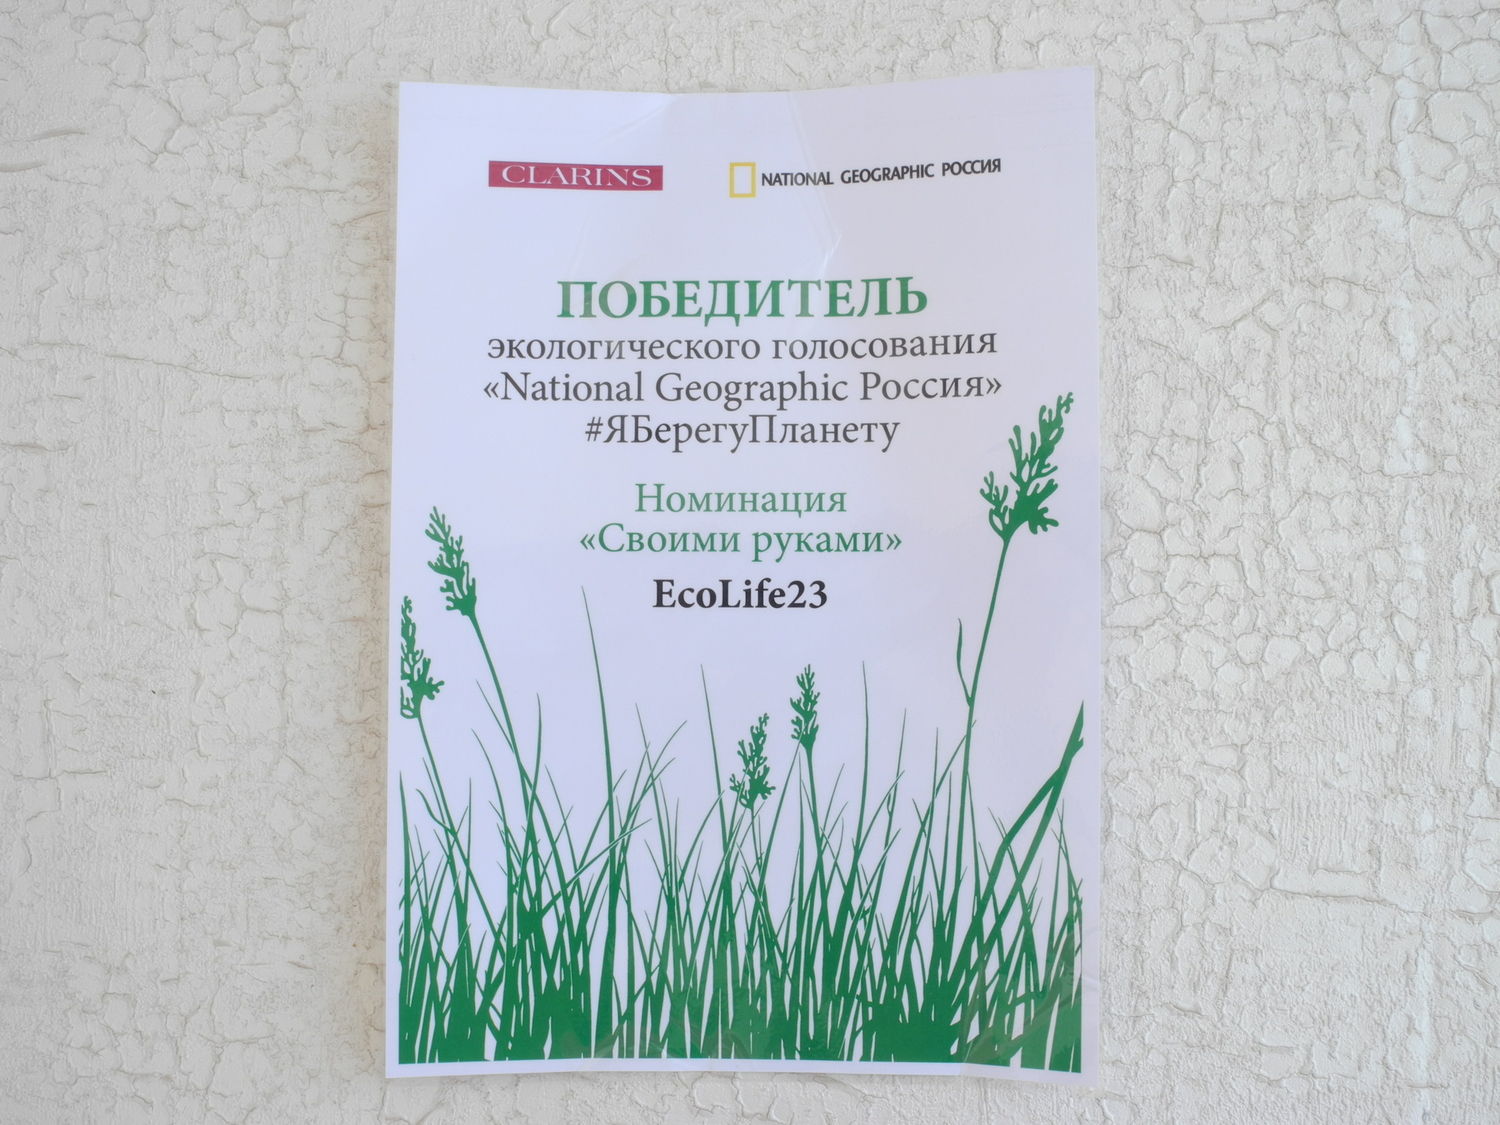 CLARINS
NATIONAL GEOGRAPHIC РОССИЯ
ПОБЕДИТЕЛЬ
экологического голосования
«National Geographic Россия»
#ЯБерегуПланету
Номинация
«Своими руками»
EcoLife23